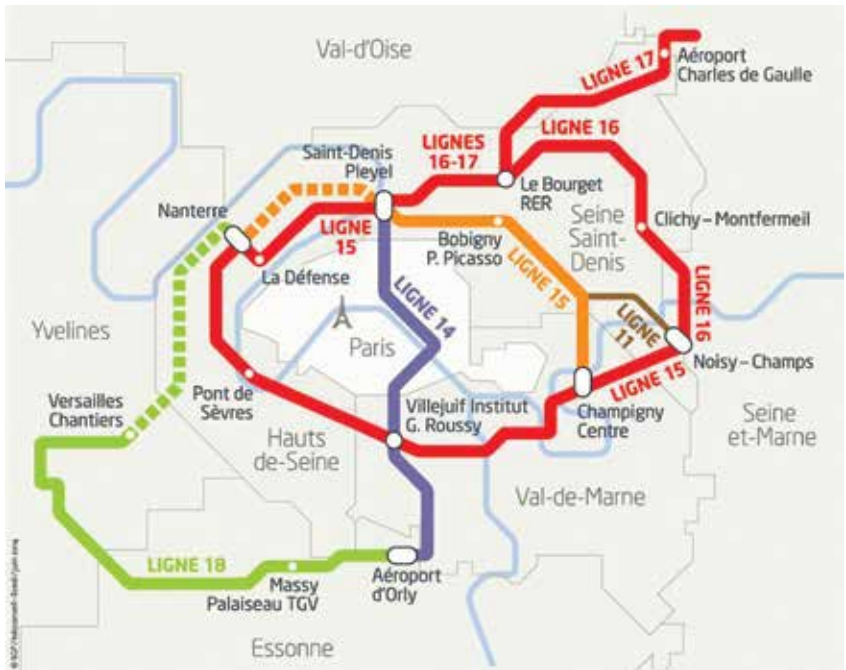 Val-d'Oise
LIGNE 17
Aéroport
Charles de Gaulle
LIGNES
16-17
LIGNE 16
Saint-Denis
Pleyel
Le Bourget
RER
Nanterre
LIGNE
15
Seine
Saint-
Denis
Clichy – Montfermeil
Bobigny
P. Picasso
La Défense
LIGNE 15
LIGNE 14
LIGNE 16
Yvelines
Paris
LIGNE
11
Noisy – Champs
LIGNE 15
Pont de
Sèvres
Versailles
Chantiers
Villejuif Institut
G. Roussy
Champigny
Centre
Hauts
de-Seine
Seine
et-Marne
Val-de-Marne
LIGNE 18
Massy
Palaiseau TGV
Aéroport
d'Orly
Essonne